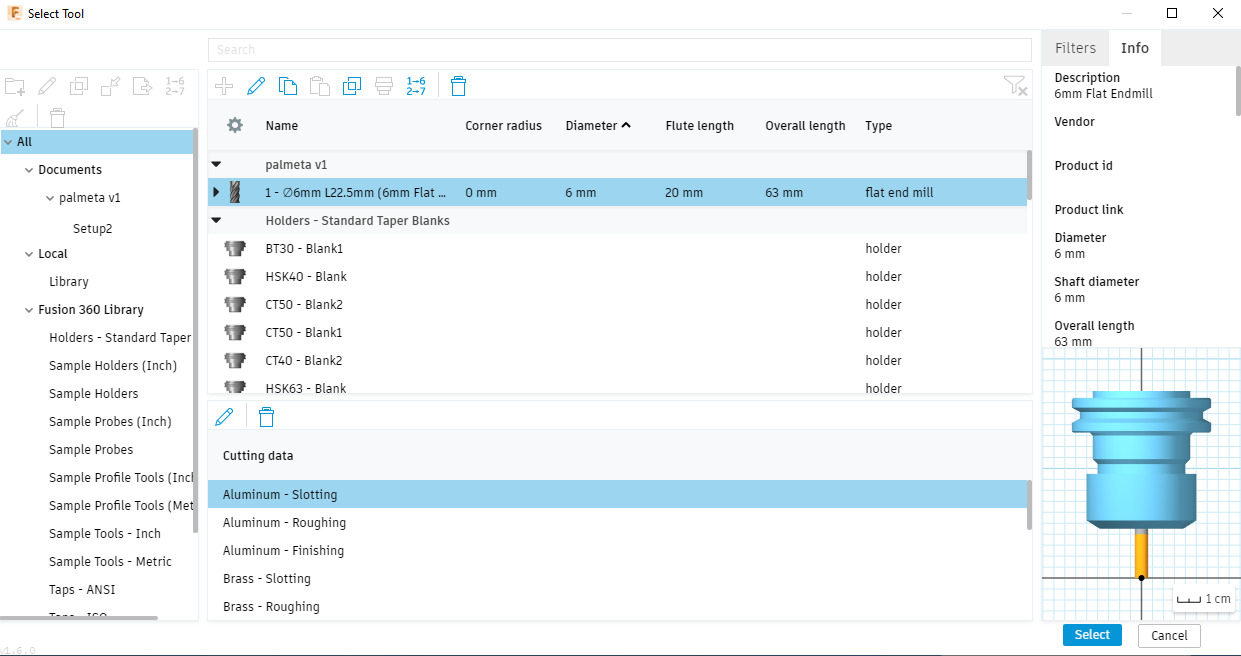 Select Tool
Search
1→6
2→7
1→6
2→7
All
Documents
palmeta v1
Setup2
Local
Library
Fusion 360 Library
Holders - Standard Taper
Sample Holders (Inch)
Sample Holders
Sample Probes (Inch)
Sample Probes
Sample Profile Tools (Incl
Sample Profile Tools (Met
Sample Tools - Inch
Sample Tools - Metric
Taps - ANSI
Taps - ISO
v1.6.0
Name Corner radius Diameter Flute length Overall length Type
palmeta v1
1 - ∅6mm L22.5mm (6mm Flat ... 0 mm 6 mm 20 mm 63 mm flat end mill
Holders - Standard Taper Blanks
BT30 - Blank1 holder
HSK40 - Blank holder
CT50 - Blank2 holder
CT50 - Blank1 holder
CT40 - Blank2 holder
HSK63 - Blank holder
Cutting data
Aluminum - Slotting
Aluminum - Roughing
Aluminum - Finishing
Brass - Slotting
Brass - Roughing
Filters Info
Description
6mm Flat Endmill
Vendor
Product id
Product link
Diameter
6 mm
Shaft diameter
6 mm
Overall length
63 mm
1 cm
Select Cancel